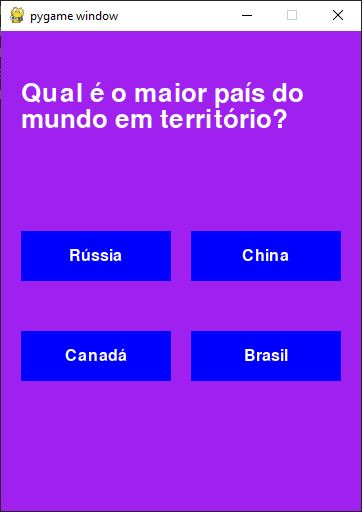 pygame window
Qual é o maior país do
mundo em território?
Rússia
China
Canadá
Brasil